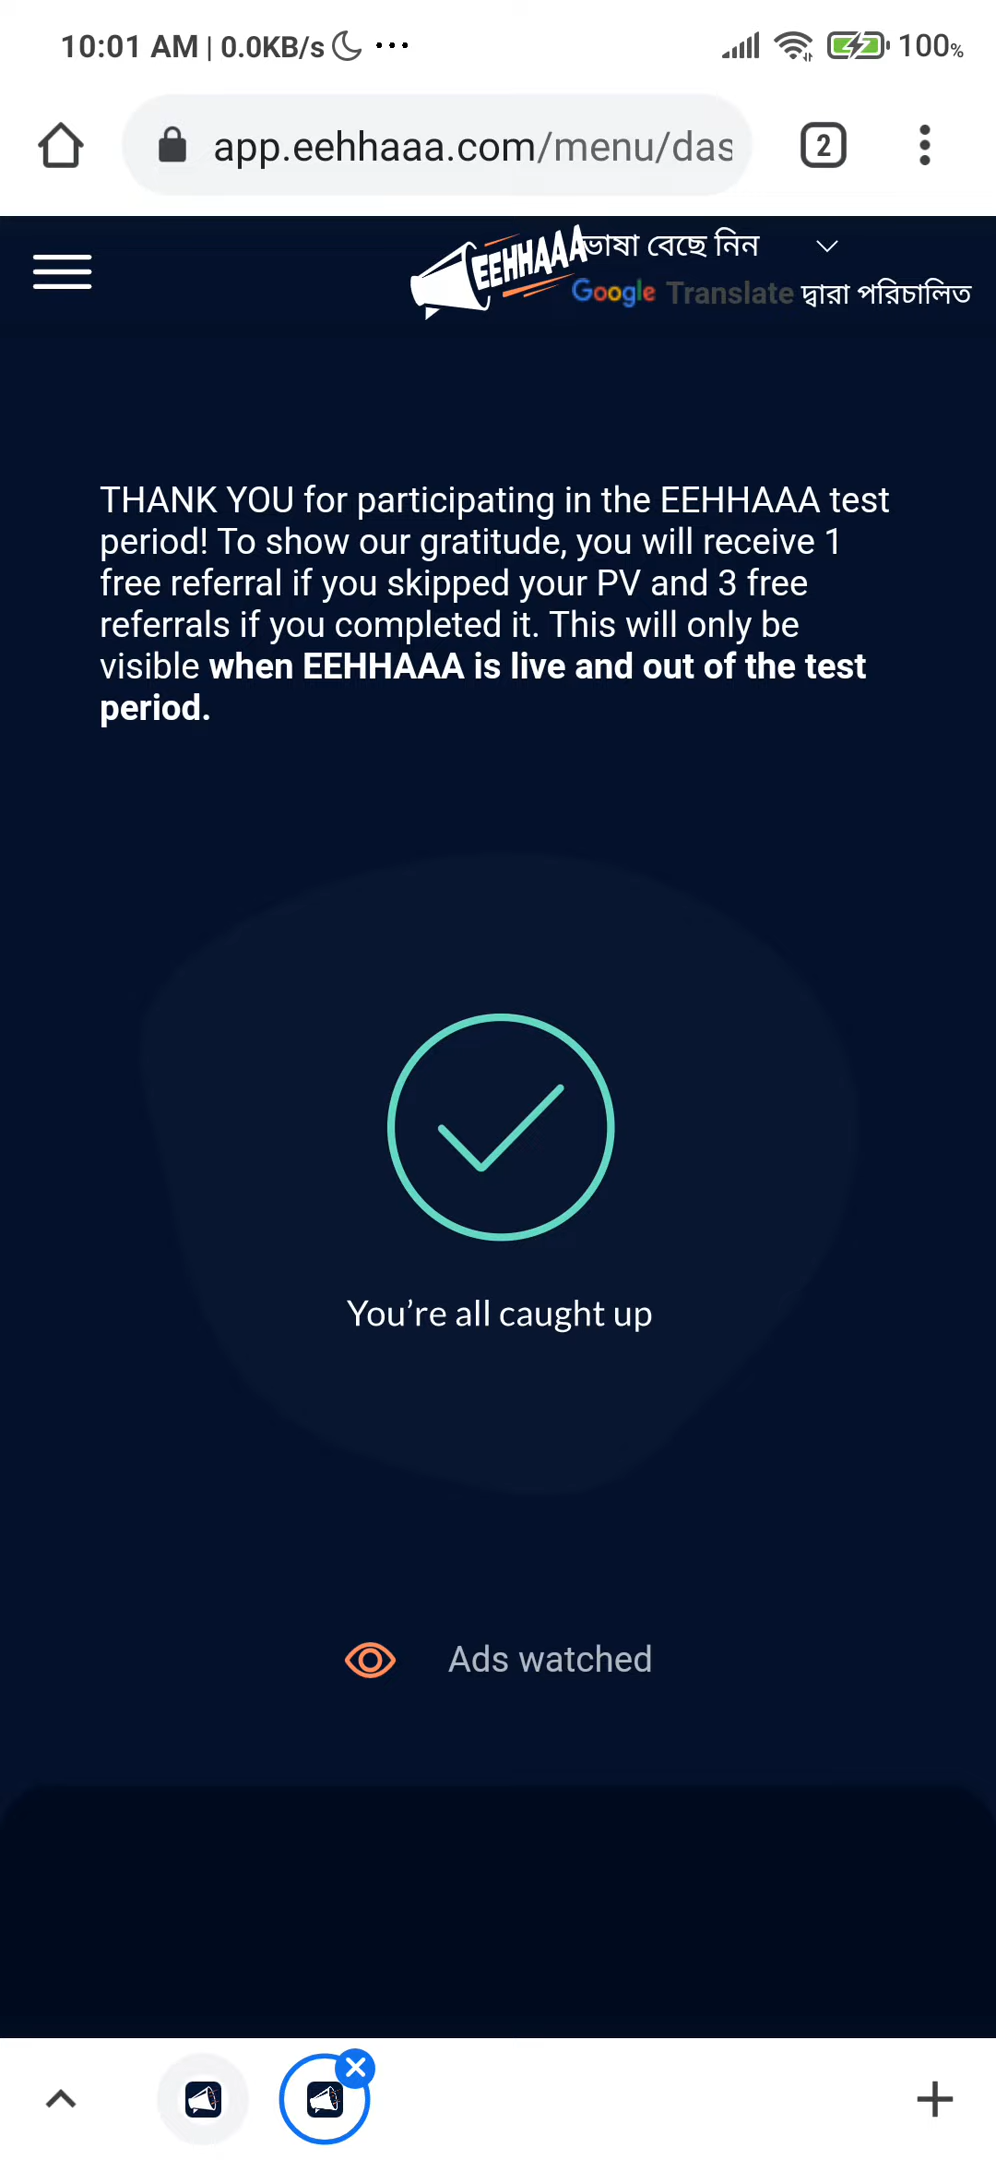 10:01 AM | 0.0KB/s ... 100%
app.eehhaaa.com/menu/das
2
EEHHAAA
ভাষা বেছে নিন
Google Translate দ্বারা পরিচালিত
THANK YOU for participating in the EEHHAAA test
period! To show our gratitude, you will receive 1
free referral if you skipped your PV and 3 free
referrals if you completed it. This will only be
visible when EEHHAAA is live and out of the test
period.
You’re all caught up
Ads watched